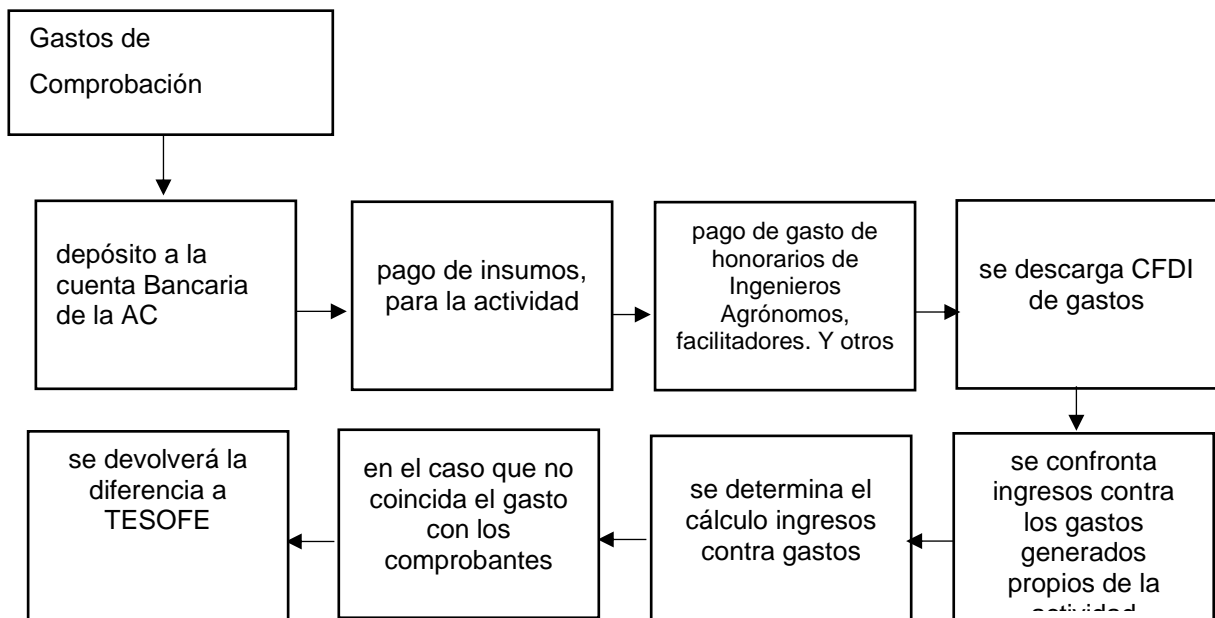 Gastos de
Comprobación
depósito a la
cuenta Bancaria
de la AC
pago de insumos,
para la actividad
pago de gasto de
honorarios de
Ingenieros
Agrónomos,
facilitadores. Y otros
se descarga CFDI
de gastos
se confronta
ingresos contra
los gastos
generados
propios de la
actividad
se determina el
cálculo ingresos
contra gastos
en el caso que no
coincida el gasto
con los
comprobantes
se devolverá la
diferencia a
TESOFE